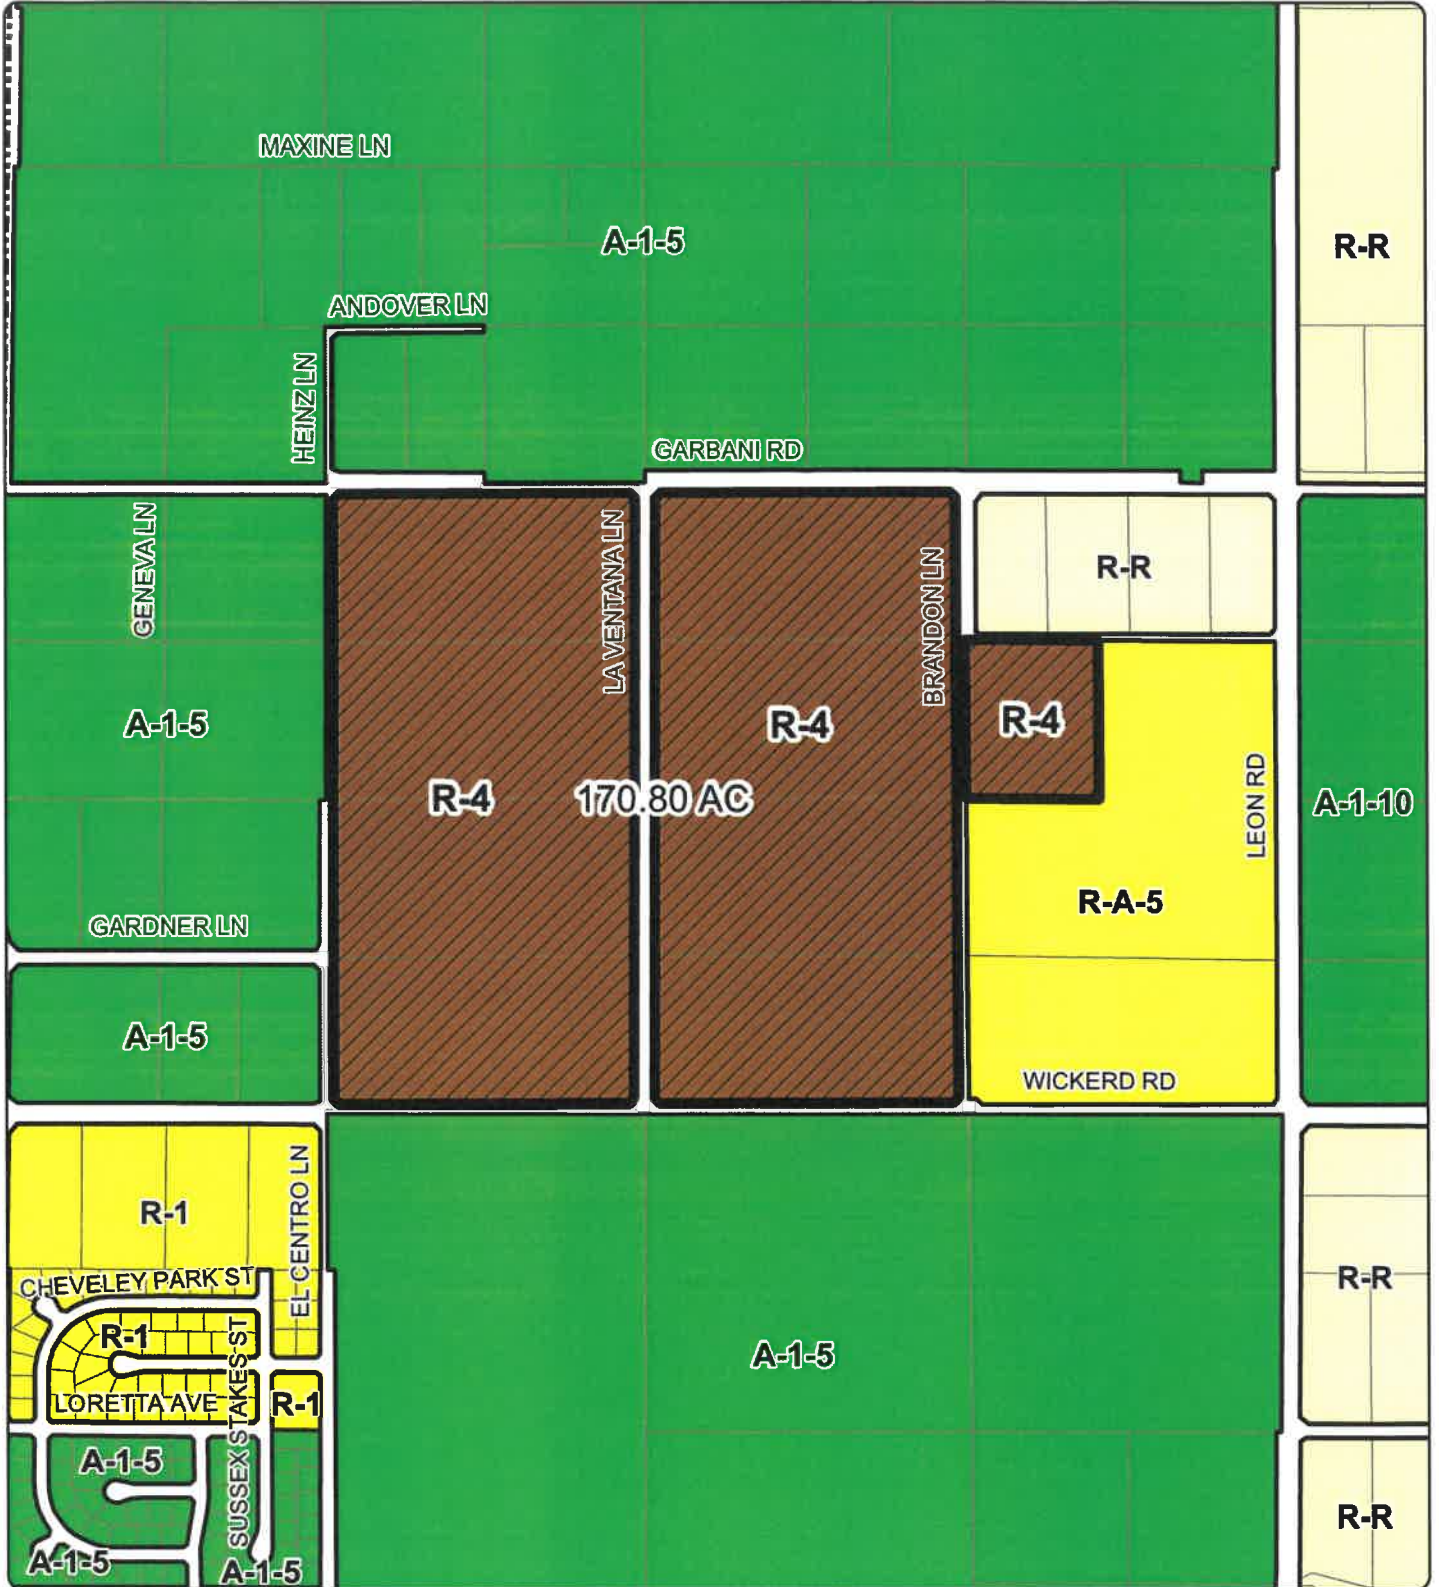 MAXINE LN
A-1-5
R-R
ANDOVER LN
HEINZ LN
GARBANI RD
GENEVA LN
LA VENTANA LN
BRANDON LN
R-R
A-1-5
R-4
R-4
R-4
170.80 AC
LEON RD
A-1-10
R-A-5
GARDNER LN
A-1-5
WICKERD RD
R-1
EL CENTRO LN
CHEVELEY PARK ST
R-R
R-1
SUSSEX STAKES ST
A-1-5
LORETTA AVE
R-1
A-1-5
R-R
A-1-5
A-1-5